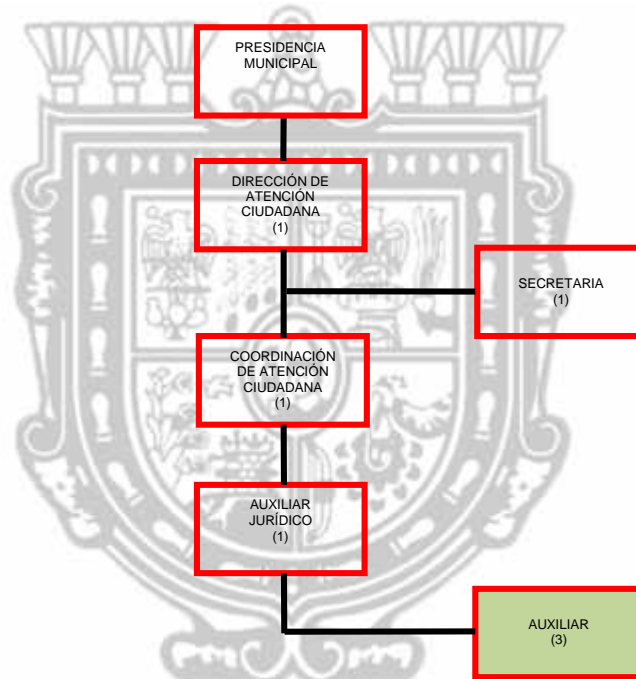 PRESIDENCIA
MUNICIPAL
DIRECCIÓN DE
ATENCIÓN
CIUDADANA
(1)
SECRETARIA
(1)
COORDINACIÓN
DE ATENCIÓN
CIUDADANA
(1)
AUXILIAR
JURÍDICO
(1)
AUXILIAR
(3)